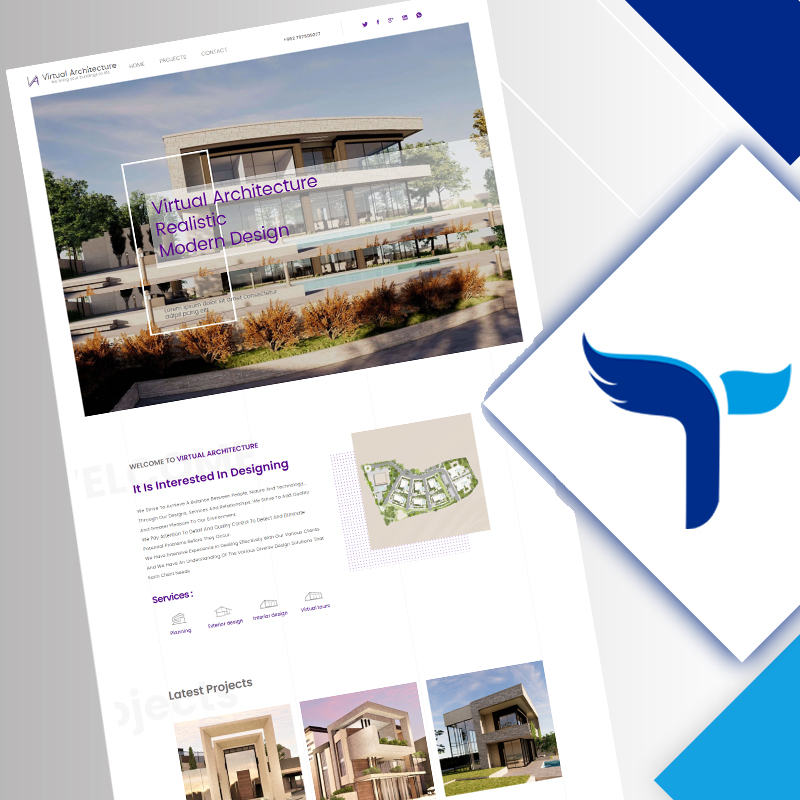 Virtual Architecture
we bring your buildings to life
HOME
PROJECTS
CONTACT
Virtual Architecture
Realistic
Modern Design
Lorem ipsum dolor sit amet consectetur
adipi pcing elit
WELCOME TO VIRTUAL ARCHITECTURE
It Is Interested In Designing
We Strive To Achieve A Balance Between People, Nature And Technology,
Through Our Designs, Services And Relationships. We Strive To Add Quality
And Greater Pleasure To Our Environment.
We Pay Attention To Detail And Quality Control To Detect And Eliminate
Potential Problems Before They Occur.
We Have Extensive Experience In Dealing Effectively With Our Various Clients
And We Have An Understanding Of The Various Diverse Design Solutions That
Each Client Needs
Services :
Planning
Exterior design
Interior design
Virtual tours
Latest Projects